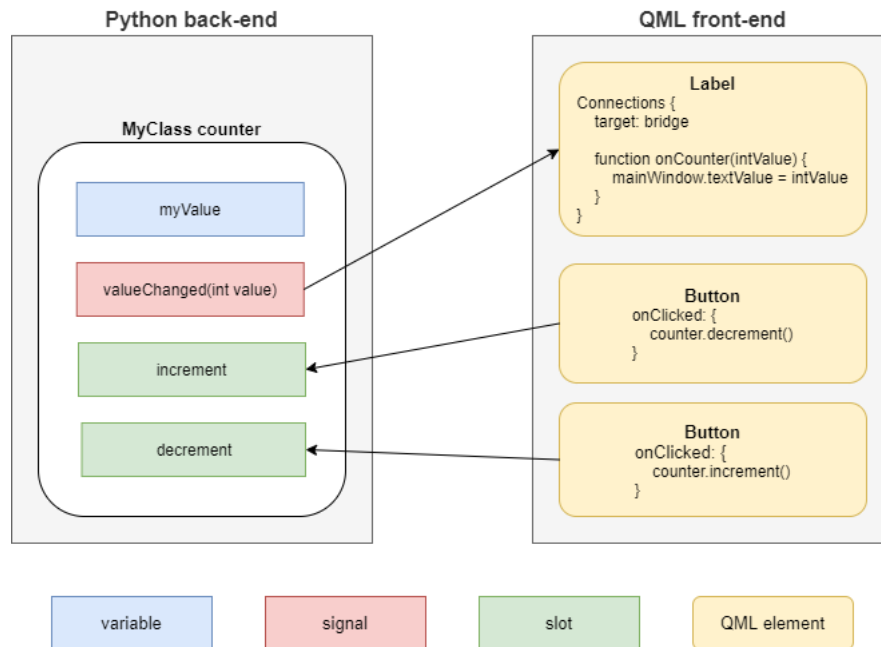 Python back-end
QML front-end
MyClass counter
myValue
valueChanged(int value)
increment
decrement
Label
Connections {
target: bridge
function onCounter(intValue) {
mainWindow.textValue = intValue
}
}
Button
onClicked: {
counter.decrement()
}
Button
onClicked: {
counter.increment()
}
variable
signal
slot
QML element